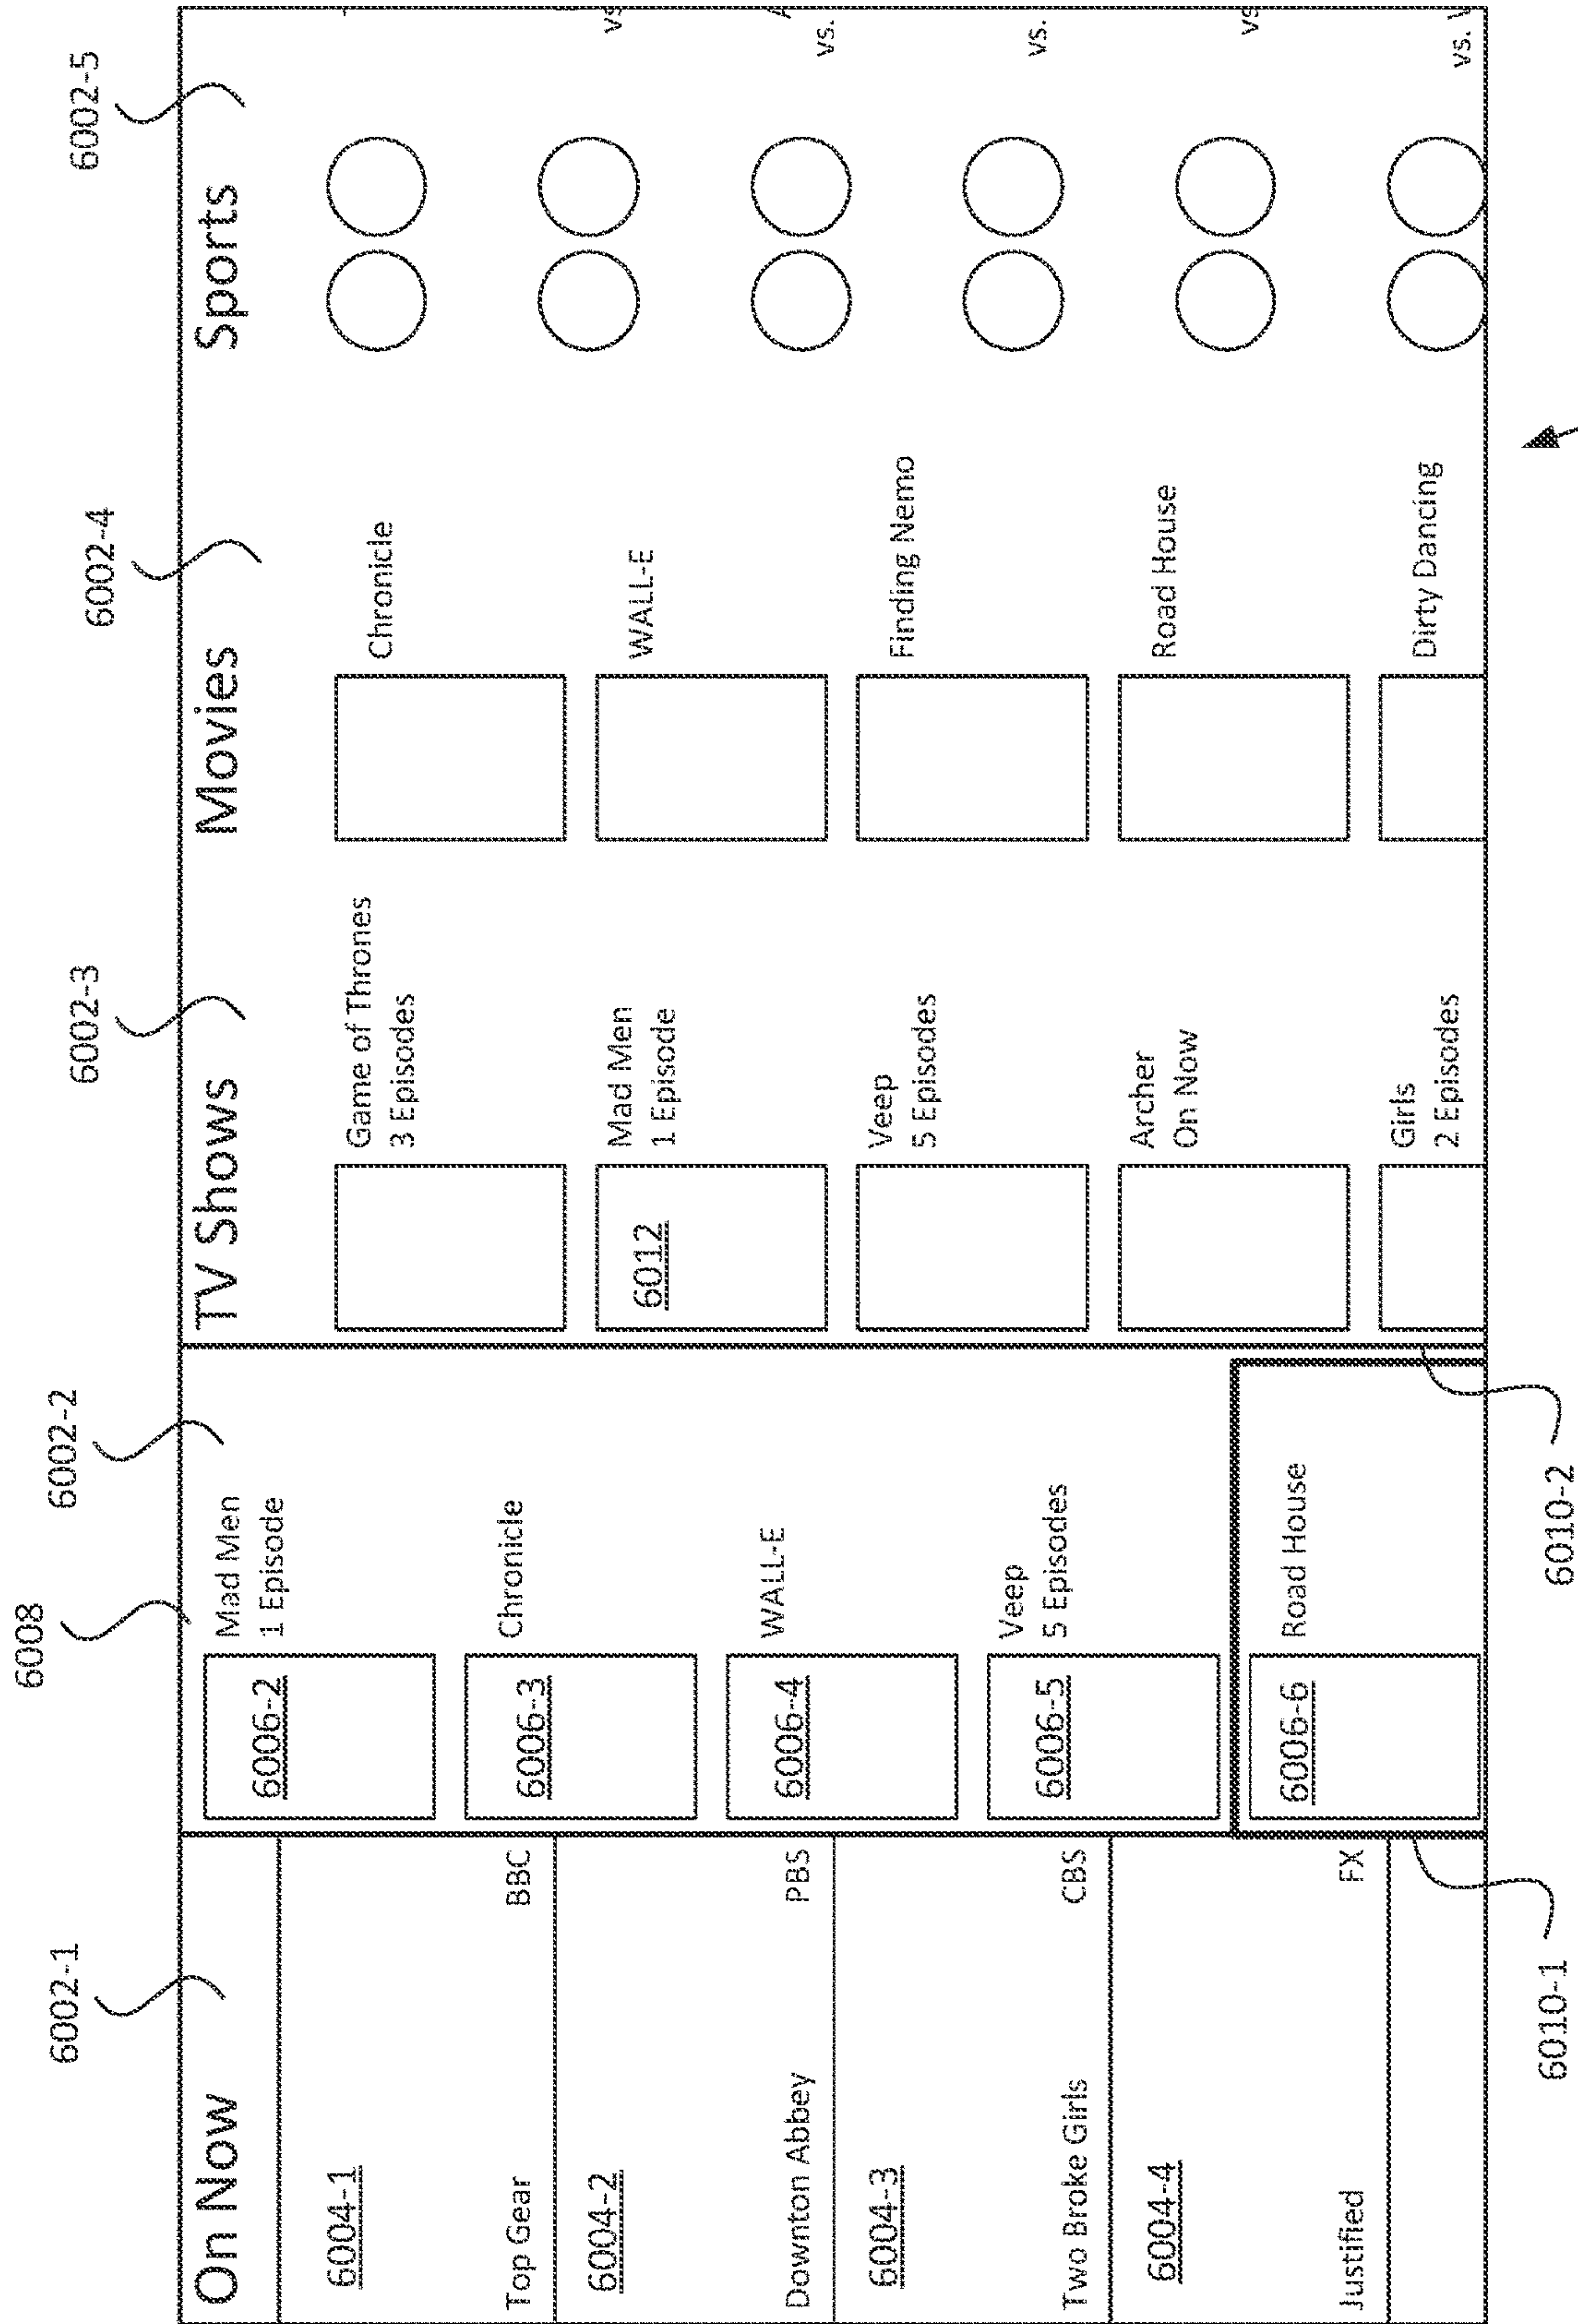 6008
6002-1
6002-2
6002-3
6002-4
6002-5
On Now
6004-1
Top Gear BBC
6004-2
Downton Abbey PBS
6004-3
Two Broke Girls CBS
6004-4
Justified FX
6006-2
Mad Men
1 Episode
6006-3
Chronicle
6006-4
WALL-E
6006-5
Veep
5 Episodes
6006-6
Road House
TV Shows
Game of Thrones
3 Episodes
6012
Mad Men
1 Episode
Veep
5 Episodes
Archer
On Now
Girls
2 Episodes
Movies
Chronicle
WALL-E
Finding Nemo
Road House
Dirty Dancing
Sports
vs
vs.
vs.
vs
vs.
6010-1
6010-2